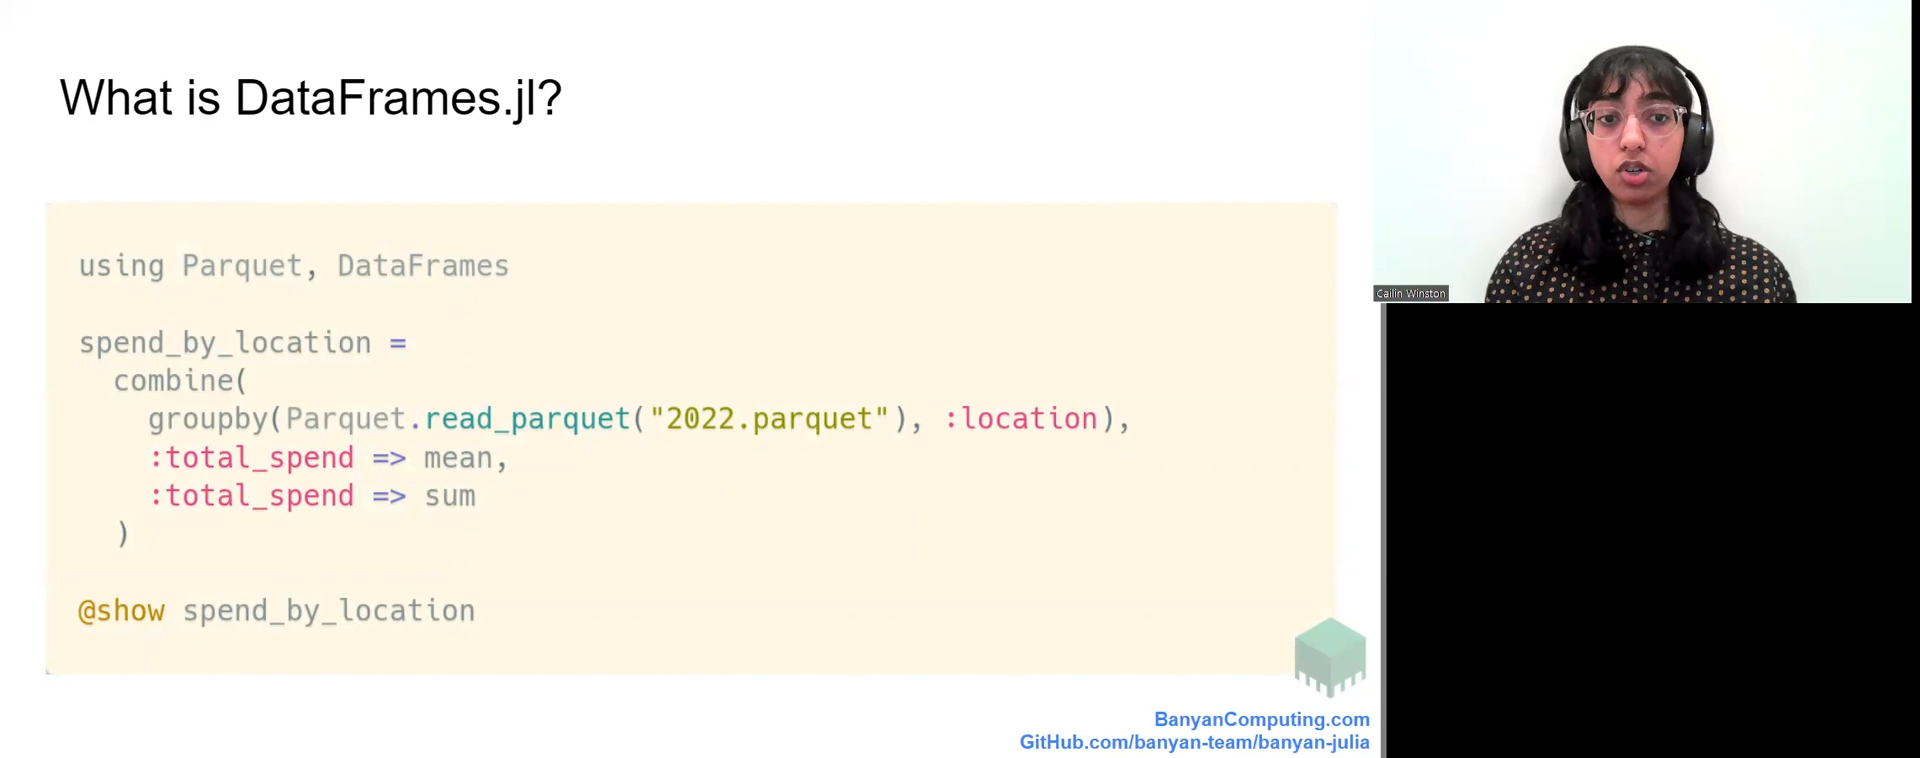 What is DataFrames.jl?
using Parquet, DataFrames
spend_by_location =
combine(
groupby(Parquet.read_parquet("2022.parquet"), :location),
:total_spend => mean,
:total_spend => sum
)
@show spend_by_location
BanyanComputing.com
GitHub.com/banyan-team/banyan-julia
Cailin Winston